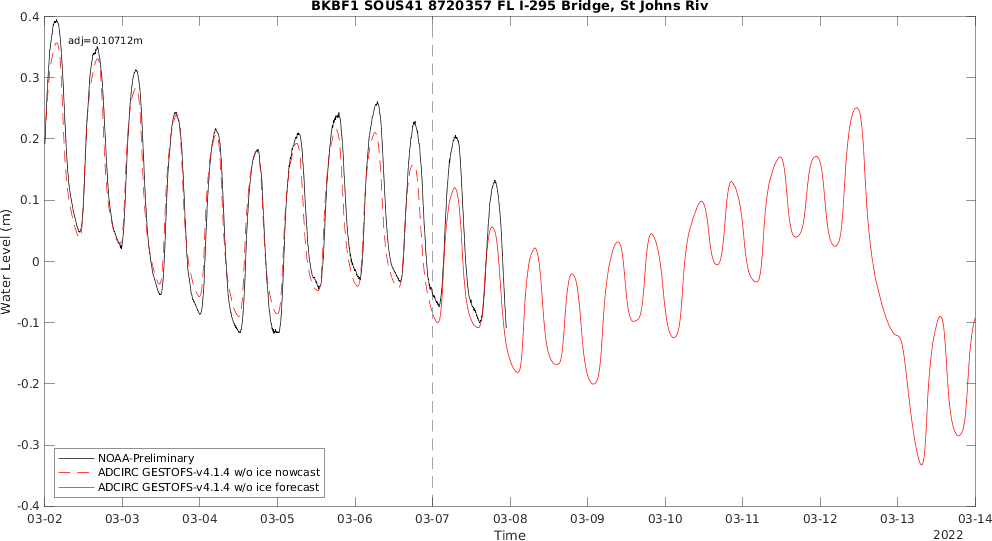 BKBF1 SOUS41 8720357 FL I-295 Bridge, St Johns Riv
adj=0.10712m
0.4
0.3
0.2
0.1
0
-0.1
-0.2
-0.3
-0.4
Water Level (m)
NOAA-Preliminary
ADCIRC GESTOFS-v4.1.4 w/o ice nowcast
ADCIRC GESTOFS-v4.1.4 w/o ice forecast
03-02 03-03 03-04 03-05 03-06 03-07 03-08 03-09 03-10 03-11 03-12 03-13 03-14
Time
2022